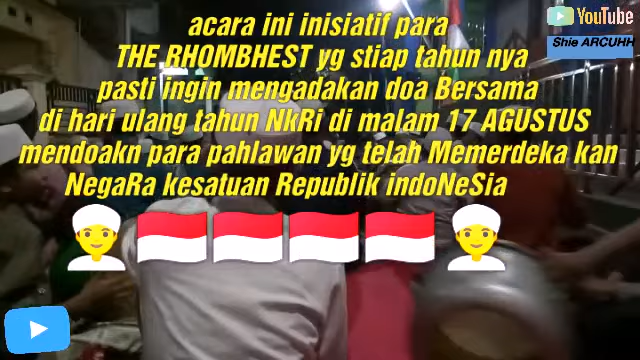 acara ini inisiatif para
THE RHOMBHEST yg stiap tahun nya
pasti ingin mengadakan doa Bersama
di hari ulang tahun NkRi di malam 17 AGUSTUS
mendoakn para pahlawan yg telah Memerdeka kan
NegaRa kesatuan Republik indoNeSia
YouTube
Shie ARCUHH